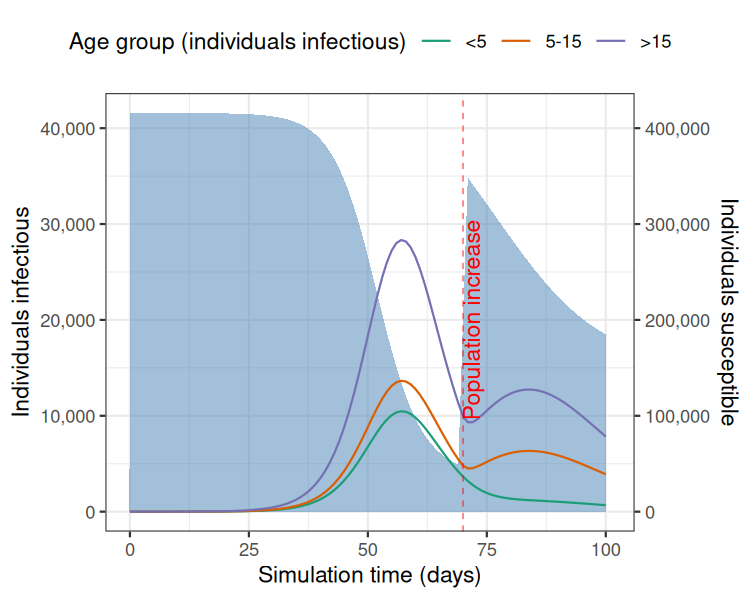 Age group (individuals infectious) <5 5-15 >15
40,000
30,000
20,000
10,000
0
Individuals infectious
Population increase
400,000
300,000
200,000
100,000
0
Individuals susceptible
0 25 50 75 100
Simulation time (days)